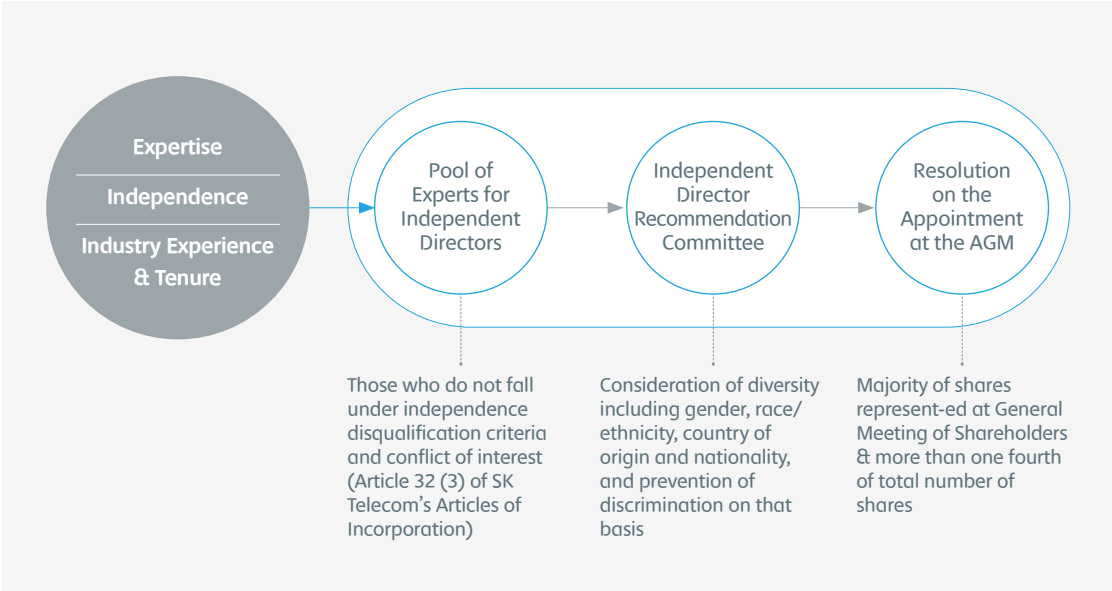 Expertise
Independence
Industry Experience
& Tenure
Pool of
Experts for
Independent
Directors
Independent
Director
Recommendation
Committee
Resolution
on the
Appointment
at the AGM
Those who do not fall
under independence
disqualification criteria
and conflict of interest
(Article 32 (3) of SK
Telecom's Articles of
Incorporation)
Consideration of diversity
including gender, race/
ethnicity, country of
origin and nationality,
and prevention of
discrimination on that
basis
Majority of shares
represent-ed at General
Meeting of Shareholders
& more than one fourth
of total number of
shares